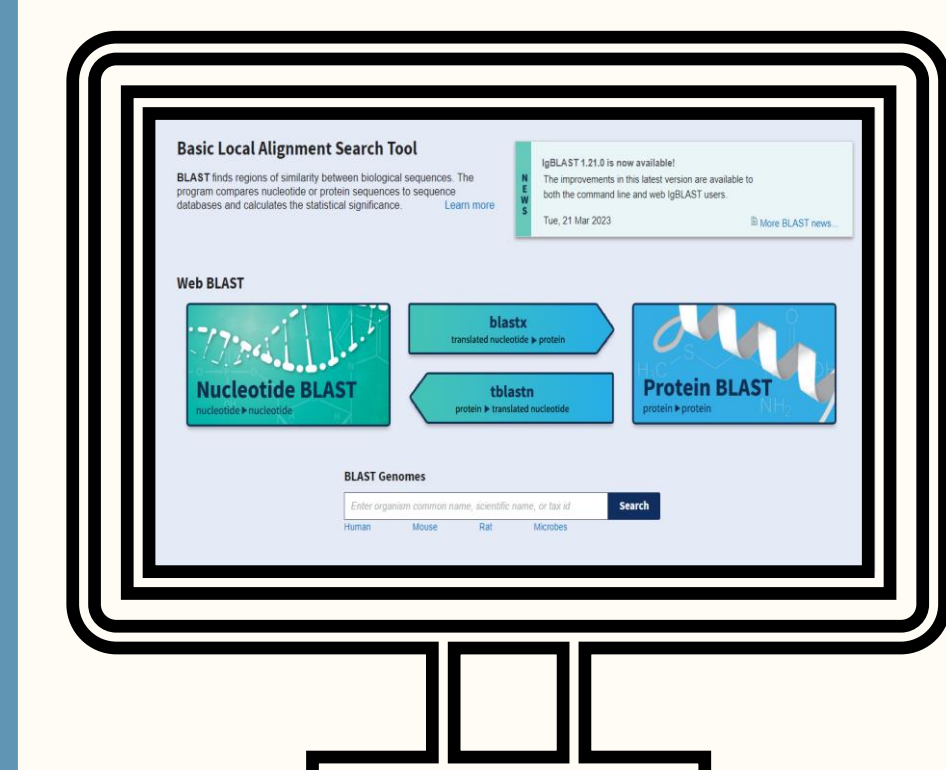 Basic Local Alignment Search Tool
BLAST finds regions of similarity between biological sequences. The
program compares nucleotide or protein sequences to sequence
databases and calculates the statistical significance. Learn more
NEWS
IgBLAST 1.21.0 is now available!
The improvements in this latest version are available to
both the command line and web IgBLAST users.
Tue, 21 Mar 2023 More BLAST news...
Web BLAST
Nucleotide BLAST
nucleotide ▶ nucleotide
blastx
translated nucleotide ▶ protein
tblastn
protein ▶ translated nucleotide
H₃C
S
O
NH₂
Protein BLAST
protein ▶ protein
BLAST Genomes
Enter organism common name, scientific name, or tax id Search
Human Mouse Rat Microbes